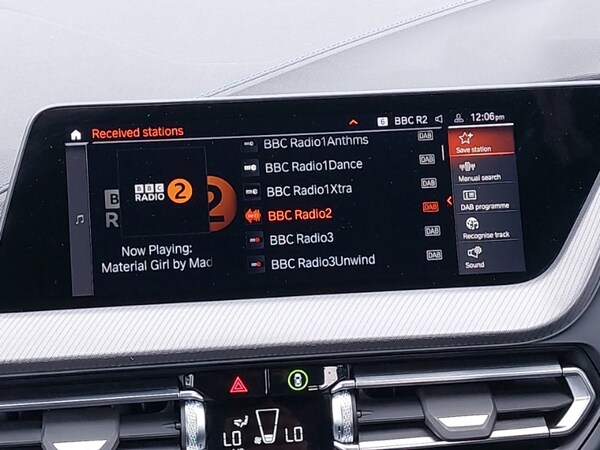 Received stations
6 BBC R2 12:06pm
BBC Radio1Anthms DAB
BBC Radio1Dance DAB
BBC Radio1Xtra DAB
BBC Radio2 DAB
BBC Radio3 DAB
BBC Radio3Unwind DAB
BBC
RADIO 2
Now Playing:
Material Girl by Mad
Save station
Manual search
DAB programme
Recognise track
Sound
LO LO